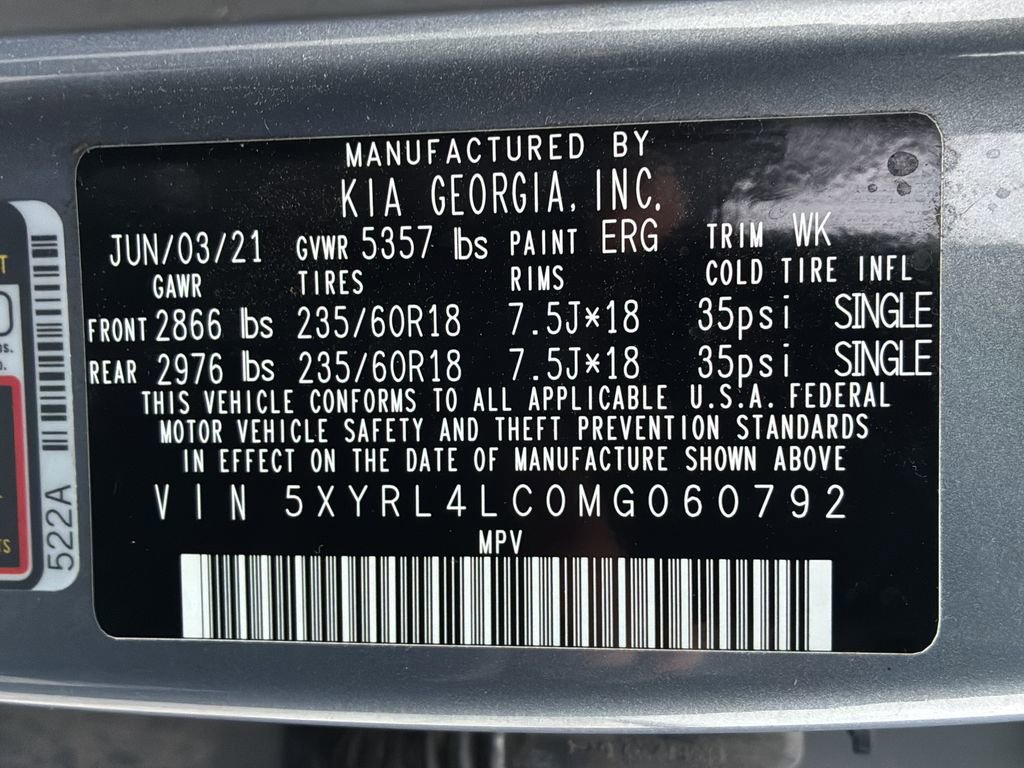 MANUFACTURED BY
KIA GEORGIA, INC.
JUN/03/21 GVWR 5357 lbs PAINT ERG TRIM WK
GAWR TIRES RIMS COLD TIRE INFL
FRONT 2866 lbs 235/60R18 7.5J*18 35psi SINGLE
REAR 2976 lbs 235/60R18 7.5J*18 35psi SINGLE
THIS VEHICLE CONFORMS TO ALL APPLICABLE U.S.A. FEDERAL
MOTOR VEHICLE SAFETY AND THEFT PREVENTION STANDARDS
IN EFFECT ON THE DATE OF MANUFACTURE SHOWN ABOVE
VIN 5XYRL4LC0MG060792
MPV
522A